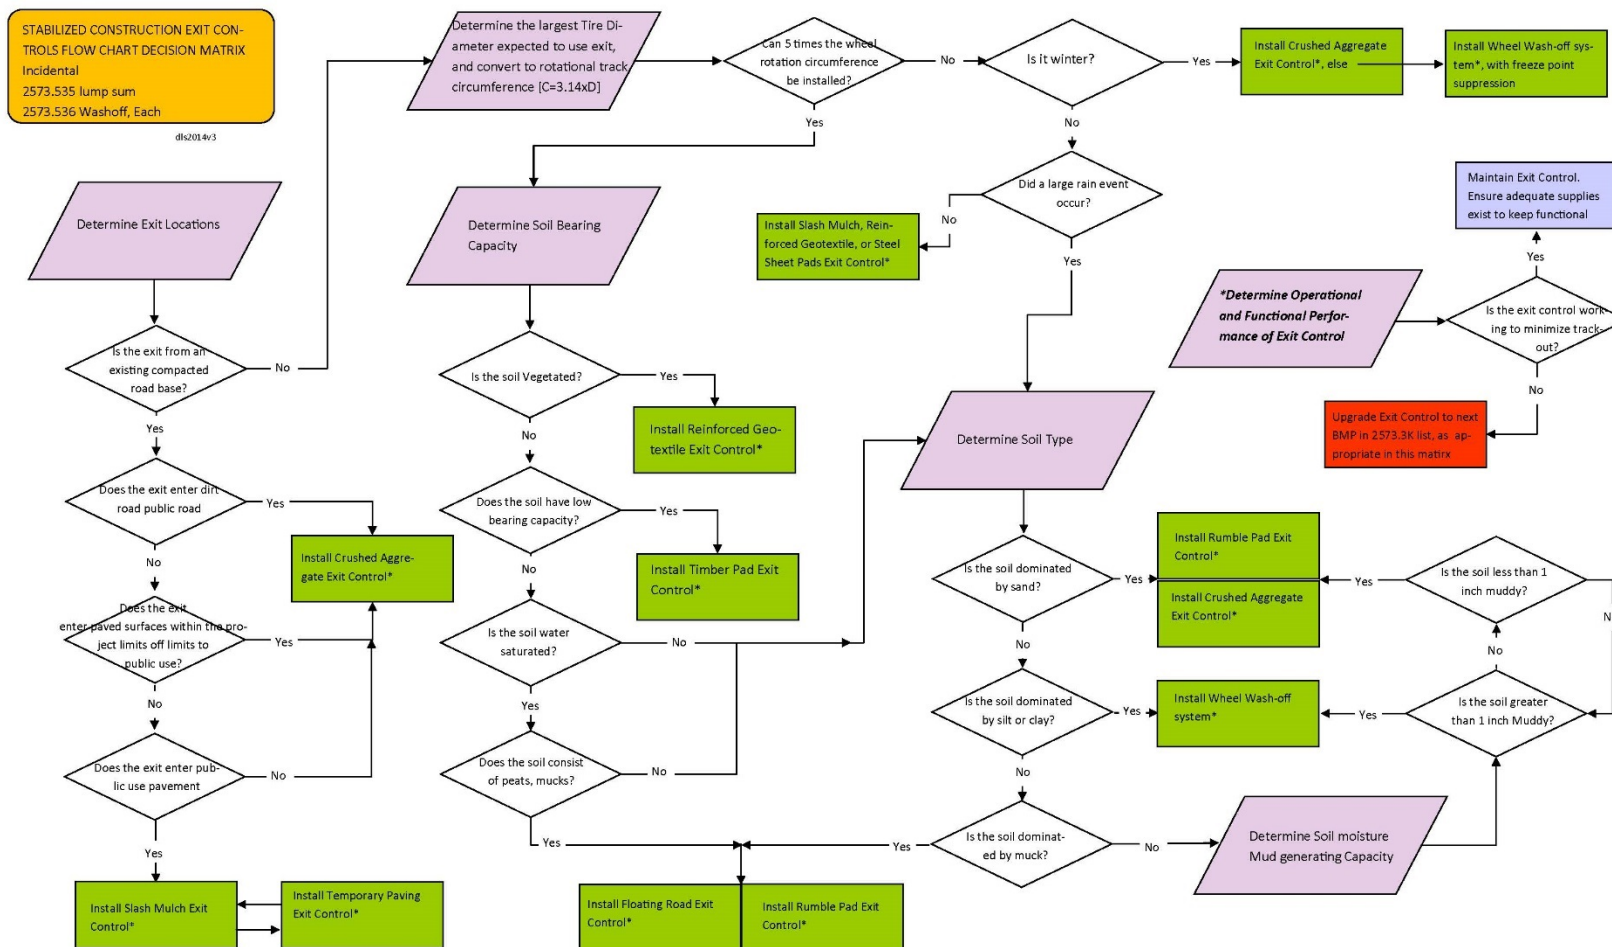 STABILIZED CONSTRUCTION EXIT CON-
TROLS FLOW CHART DECISION MATRIX
Incidental
2573.535 lump sum
2573.536 Washoff, Each
dls2014v3
Determine the largest Tire Di-
ameter expected to use exit,
and convert to rotational track
circumference [C=3.14xD]
Can 5 times the wheel
rotation circumference
be installed?
No
Is it winter?
Yes
Install Crushed Aggregate
Exit Control*, else
Install Wheel Wash-off sys-
tem*, with freeze point
suppression
Yes
No
Determine Exit Locations
Determine Soil Bearing
Capacity
Did a large rain event
occur?
No
Install Slash Mulch, Rein-
forced Geotextile, or Steel
Sheet Pads Exit Control*
Yes
Maintain Exit Control.
Ensure adequate supplies
exist to keep functional
Yes
*Determine Operational
and Functional Perfor-
mance of Exit Control
Is the exit control work-
ing to minimize track-
out?
No
Upgrade Exit Control to next
BMP in 2573.3K list, as ap-
propriate in this matirx
Is the exit from an
existing compacted
road base?
No
Yes
Is the soil Vegetated?
Yes
Install Reinforced Geo-
textile Exit Control*
No
Determine Soil Type
Does the exit enter dirt
road public road
Yes
Install Crushed Aggre-
gate Exit Control*
No
Does the soil have low
bearing capacity?
Yes
Install Timber Pad Exit
Control*
No
Is the soil dominated
by sand?
Yes
Install Rumble Pad Exit
Control*
Install Crushed Aggregate
Exit Control*
Yes
Is the soil less than 1
inch muddy?
N
Does the exit
enter paved surfaces within the pro-
ject limits off limits to
public use?
Yes
No
Is the soil water
saturated?
No
Yes
No
No
Is the soil dominated
by silt or clay?
Yes
Install Wheel Wash-off
system*
Yes
Is the soil greater
than 1 inch Muddy?
Does the exit enter pub-
lic use pavement
No
Yes
Does the soil consist
of peats, mucks?
No
Yes
No
Is the soil dominat-
ed by muck?
Yes
No
Determine Soil moisture
Mud generating Capacity
Install Slash Mulch Exit
Control*
Install Temporary Paving
Exit Control*
Install Floating Road Exit
Control*
Install Rumble Pad Exit
Control*